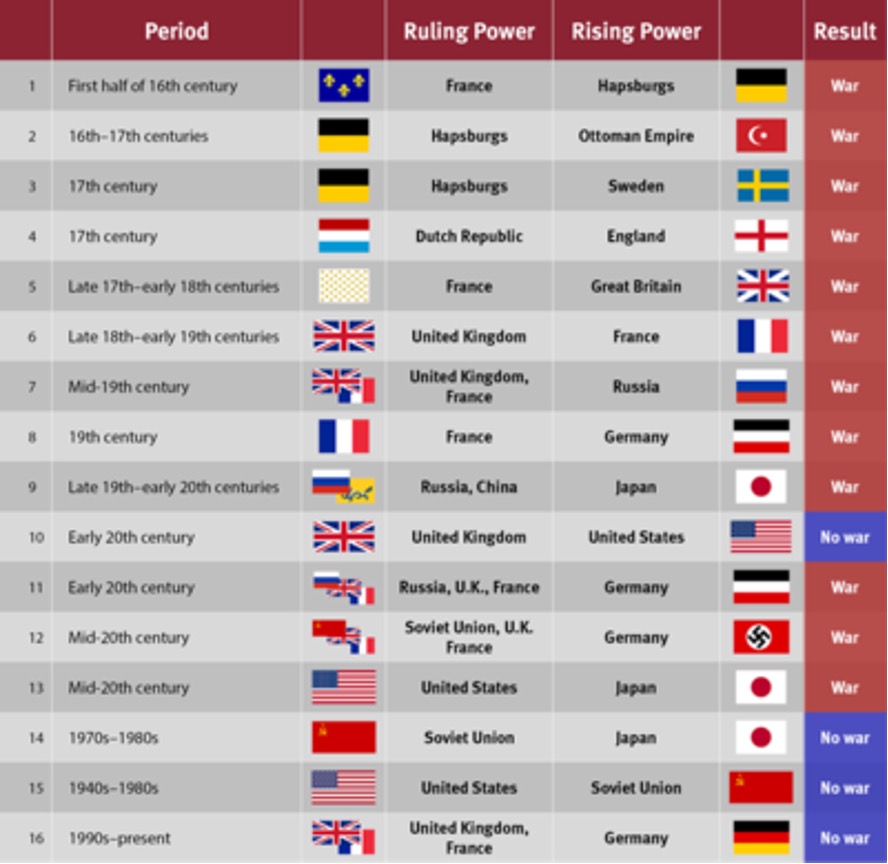 Period Ruling Power Rising Power Result
1 First half of 16th century France Hapsburgs War
2 16th–17th centuries Hapsburgs Ottoman Empire War
3 17th century Hapsburgs Sweden War
4 17th century Dutch Republic England War
5 Late 17th–early 18th centuries France Great Britain War
6 Late 18th–early 19th centuries United Kingdom France War
7 Mid-19th century United Kingdom, France Russia War
8 19th century France Germany War
9 Late 19th–early 20th centuries Russia, China Japan War
10 Early 20th century United Kingdom United States No war
11 Early 20th century Russia, U.K., France Germany War
12 Mid-20th century Soviet Union, U.K. France Germany War
13 Mid-20th century United States Japan War
14 1970s–1980s Soviet Union Japan No war
15 1940s–1980s United States Soviet Union No war
16 1990s–present United Kingdom, France Germany No war